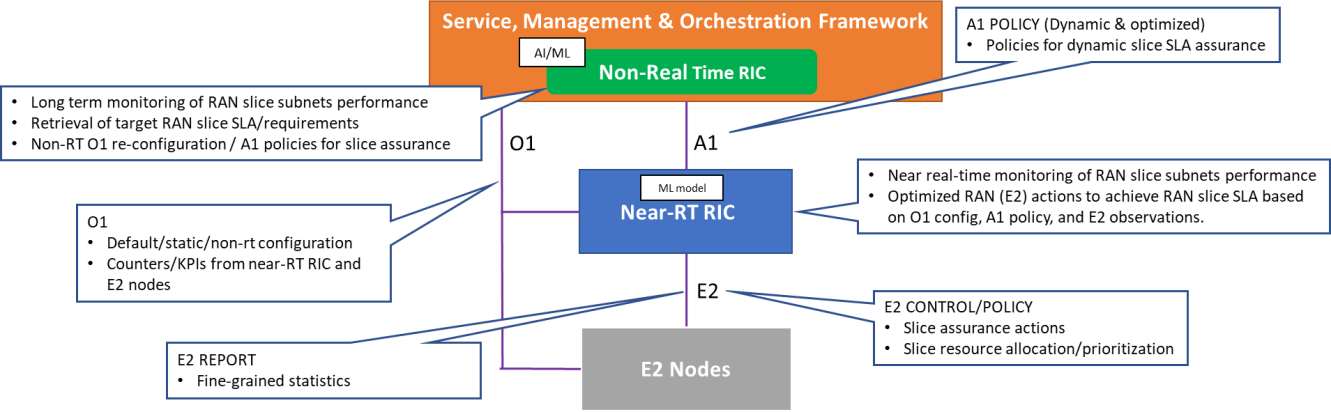 Service, Management & Orchestration Framework
AI/ML
Non-Real Time RIC
A1 POLICY (Dynamic & optimized)
• Policies for dynamic slice SLA assurance
• Long term monitoring of RAN slice subnets performance
• Retrieval of target RAN slice SLA/requirements
• Non-RT O1 re-configuration / A1 policies for slice assurance
O1
A1
ML model
Near-RT RIC
• Near real-time monitoring of RAN slice subnets performance
• Optimized RAN (E2) actions to achieve RAN slice SLA based
on O1 config, A1 policy, and E2 observations.
O1
• Default/static/non-rt configuration
• Counters/KPIs from near-RT RIC and
E2 nodes
E2
E2 CONTROL/POLICY
• Slice assurance actions
• Slice resource allocation/prioritization
E2 REPORT
• Fine-grained statistics
E2 Nodes